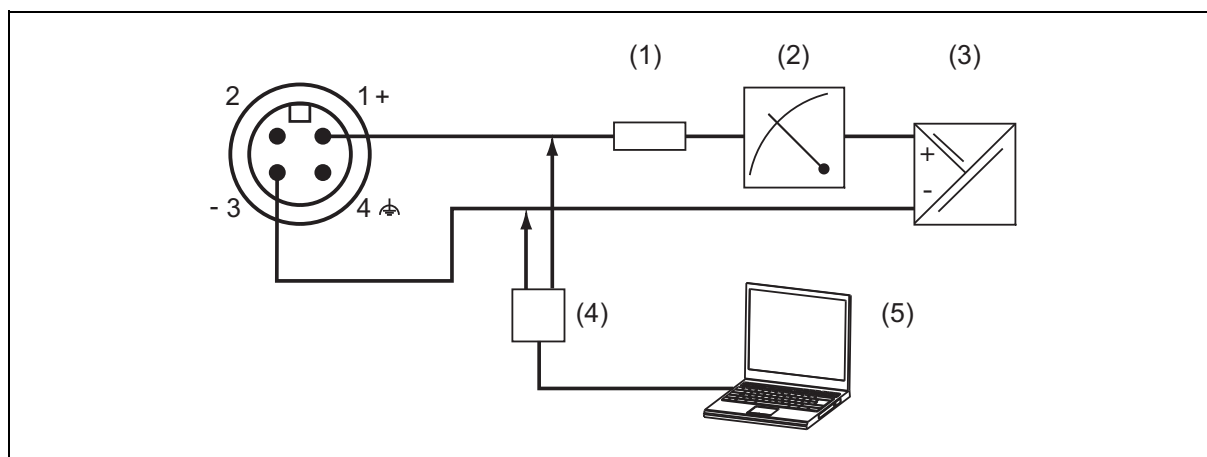 (1) (2) (3)
2 1 +
+
-
- 3 4 ⏚
(4) (5)